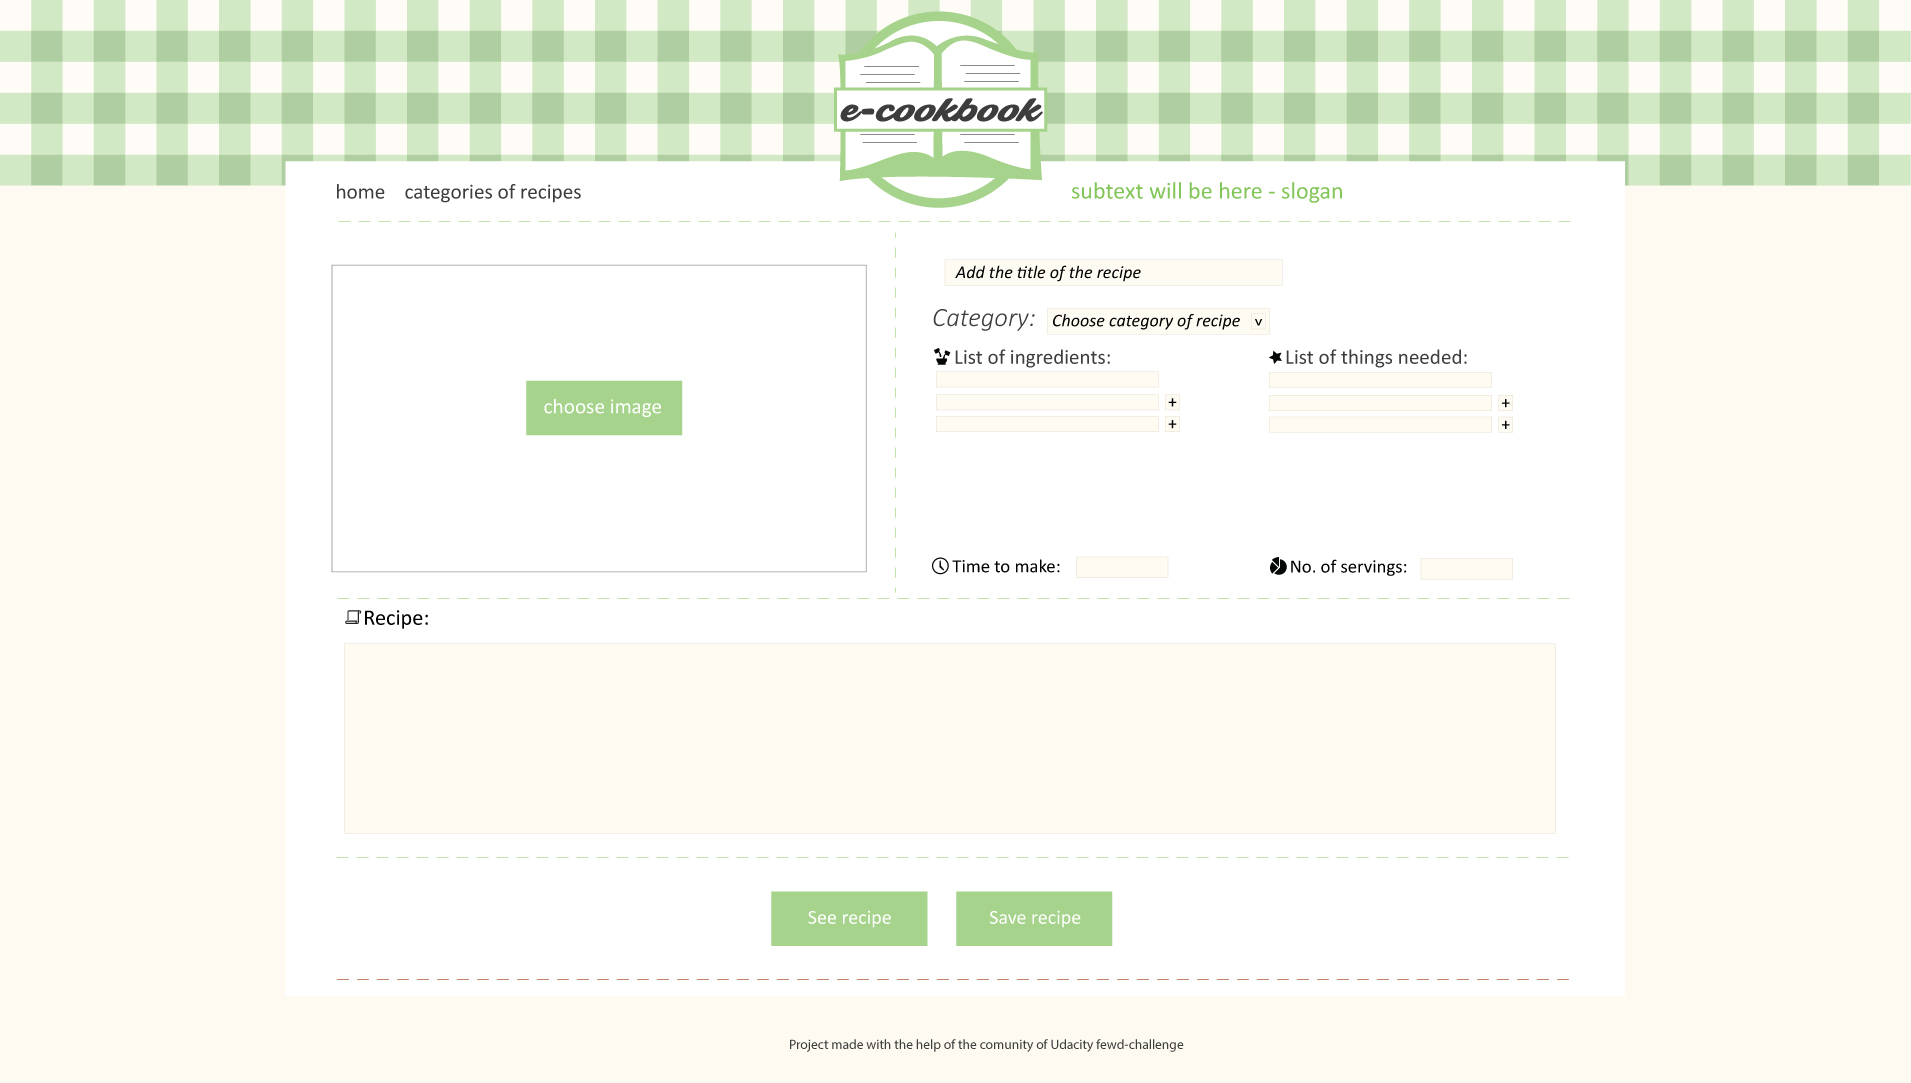 e-cookbook
home categories of recipes subtext will be here - slogan
choose image
Add the title of the recipe
Category: Choose category of recipe v
List of ingredients: List of things needed:
+ +
+ +
Time to make: No. of servings:
Recipe:
See recipe Save recipe
Project made with the help of the comunity of Udacity fewd-challenge